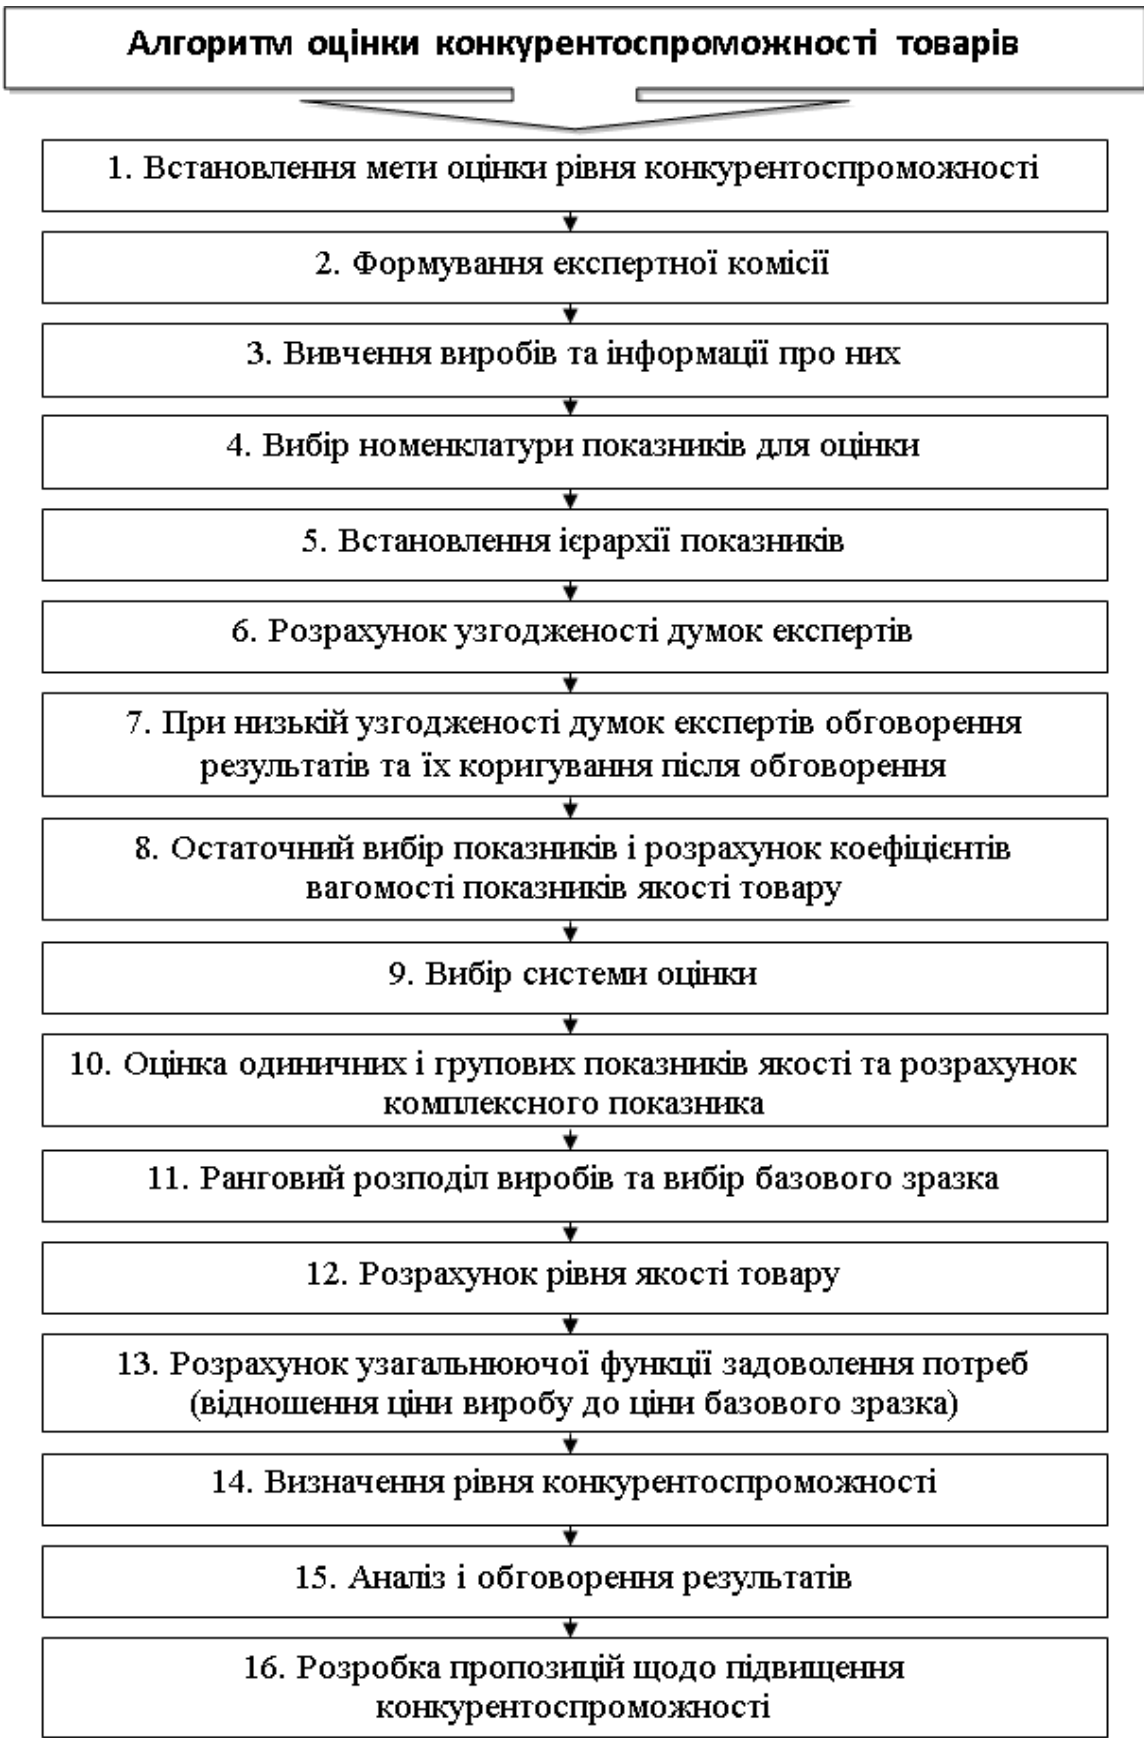 Алгоритм оцінки конкурентоспроможності товарів
1. Встановлення мети оцінки рівня конкурентоспроможності
2. Формування експертної комісії
3. Вивчення виробів та інформації про них
4. Вибір номенклатури показників для оцінки
5. Встановлення ієрархії показників
6. Розрахунок узгодженості думок експертів
7. При низькій узгодженості думок експертів обговорення
результатів та їх коригування після обговорення
8. Остаточний вибір показників і розрахунок коефіцієнтів
вагомості показників якості товару
9. Вибір системи оцінки
10. Оцінка одиничних і групових показників якості та розрахунок
комплексного показника
11. Ранговий розподіл виробів та вибір базового зразка
12. Розрахунок рівня якості товару
13. Розрахунок узагальнюючої функції задоволення потреб
(відношення ціни виробу до ціни базового зразка)
14. Визначення рівня конкурентоспроможності
15. Аналіз і обговорення результатів
16. Розробка пропозицій щодо підвищення
конкурентоспроможності